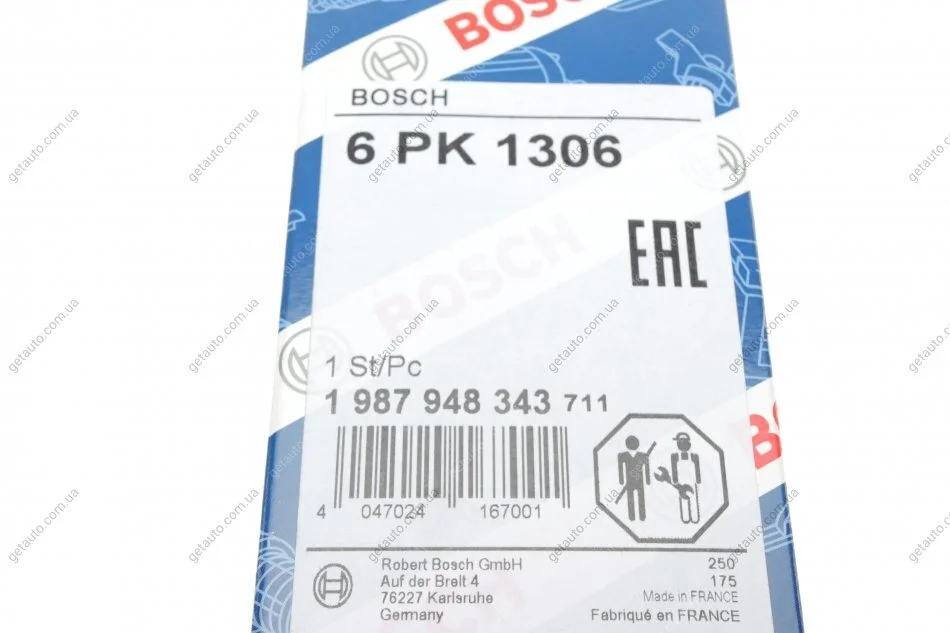 BOSCH
BOSCH
6 PK 1306
EAC
BOSCH
1 St/Pc
1 987 948 343 711
4 047024 167001
Robert Bosch GmbH
Auf der Breit 4
76227 Karlsruhe
Germany
250
175
Made in FRANCE
Fabriqué en FRANCE
getauto.com.ua